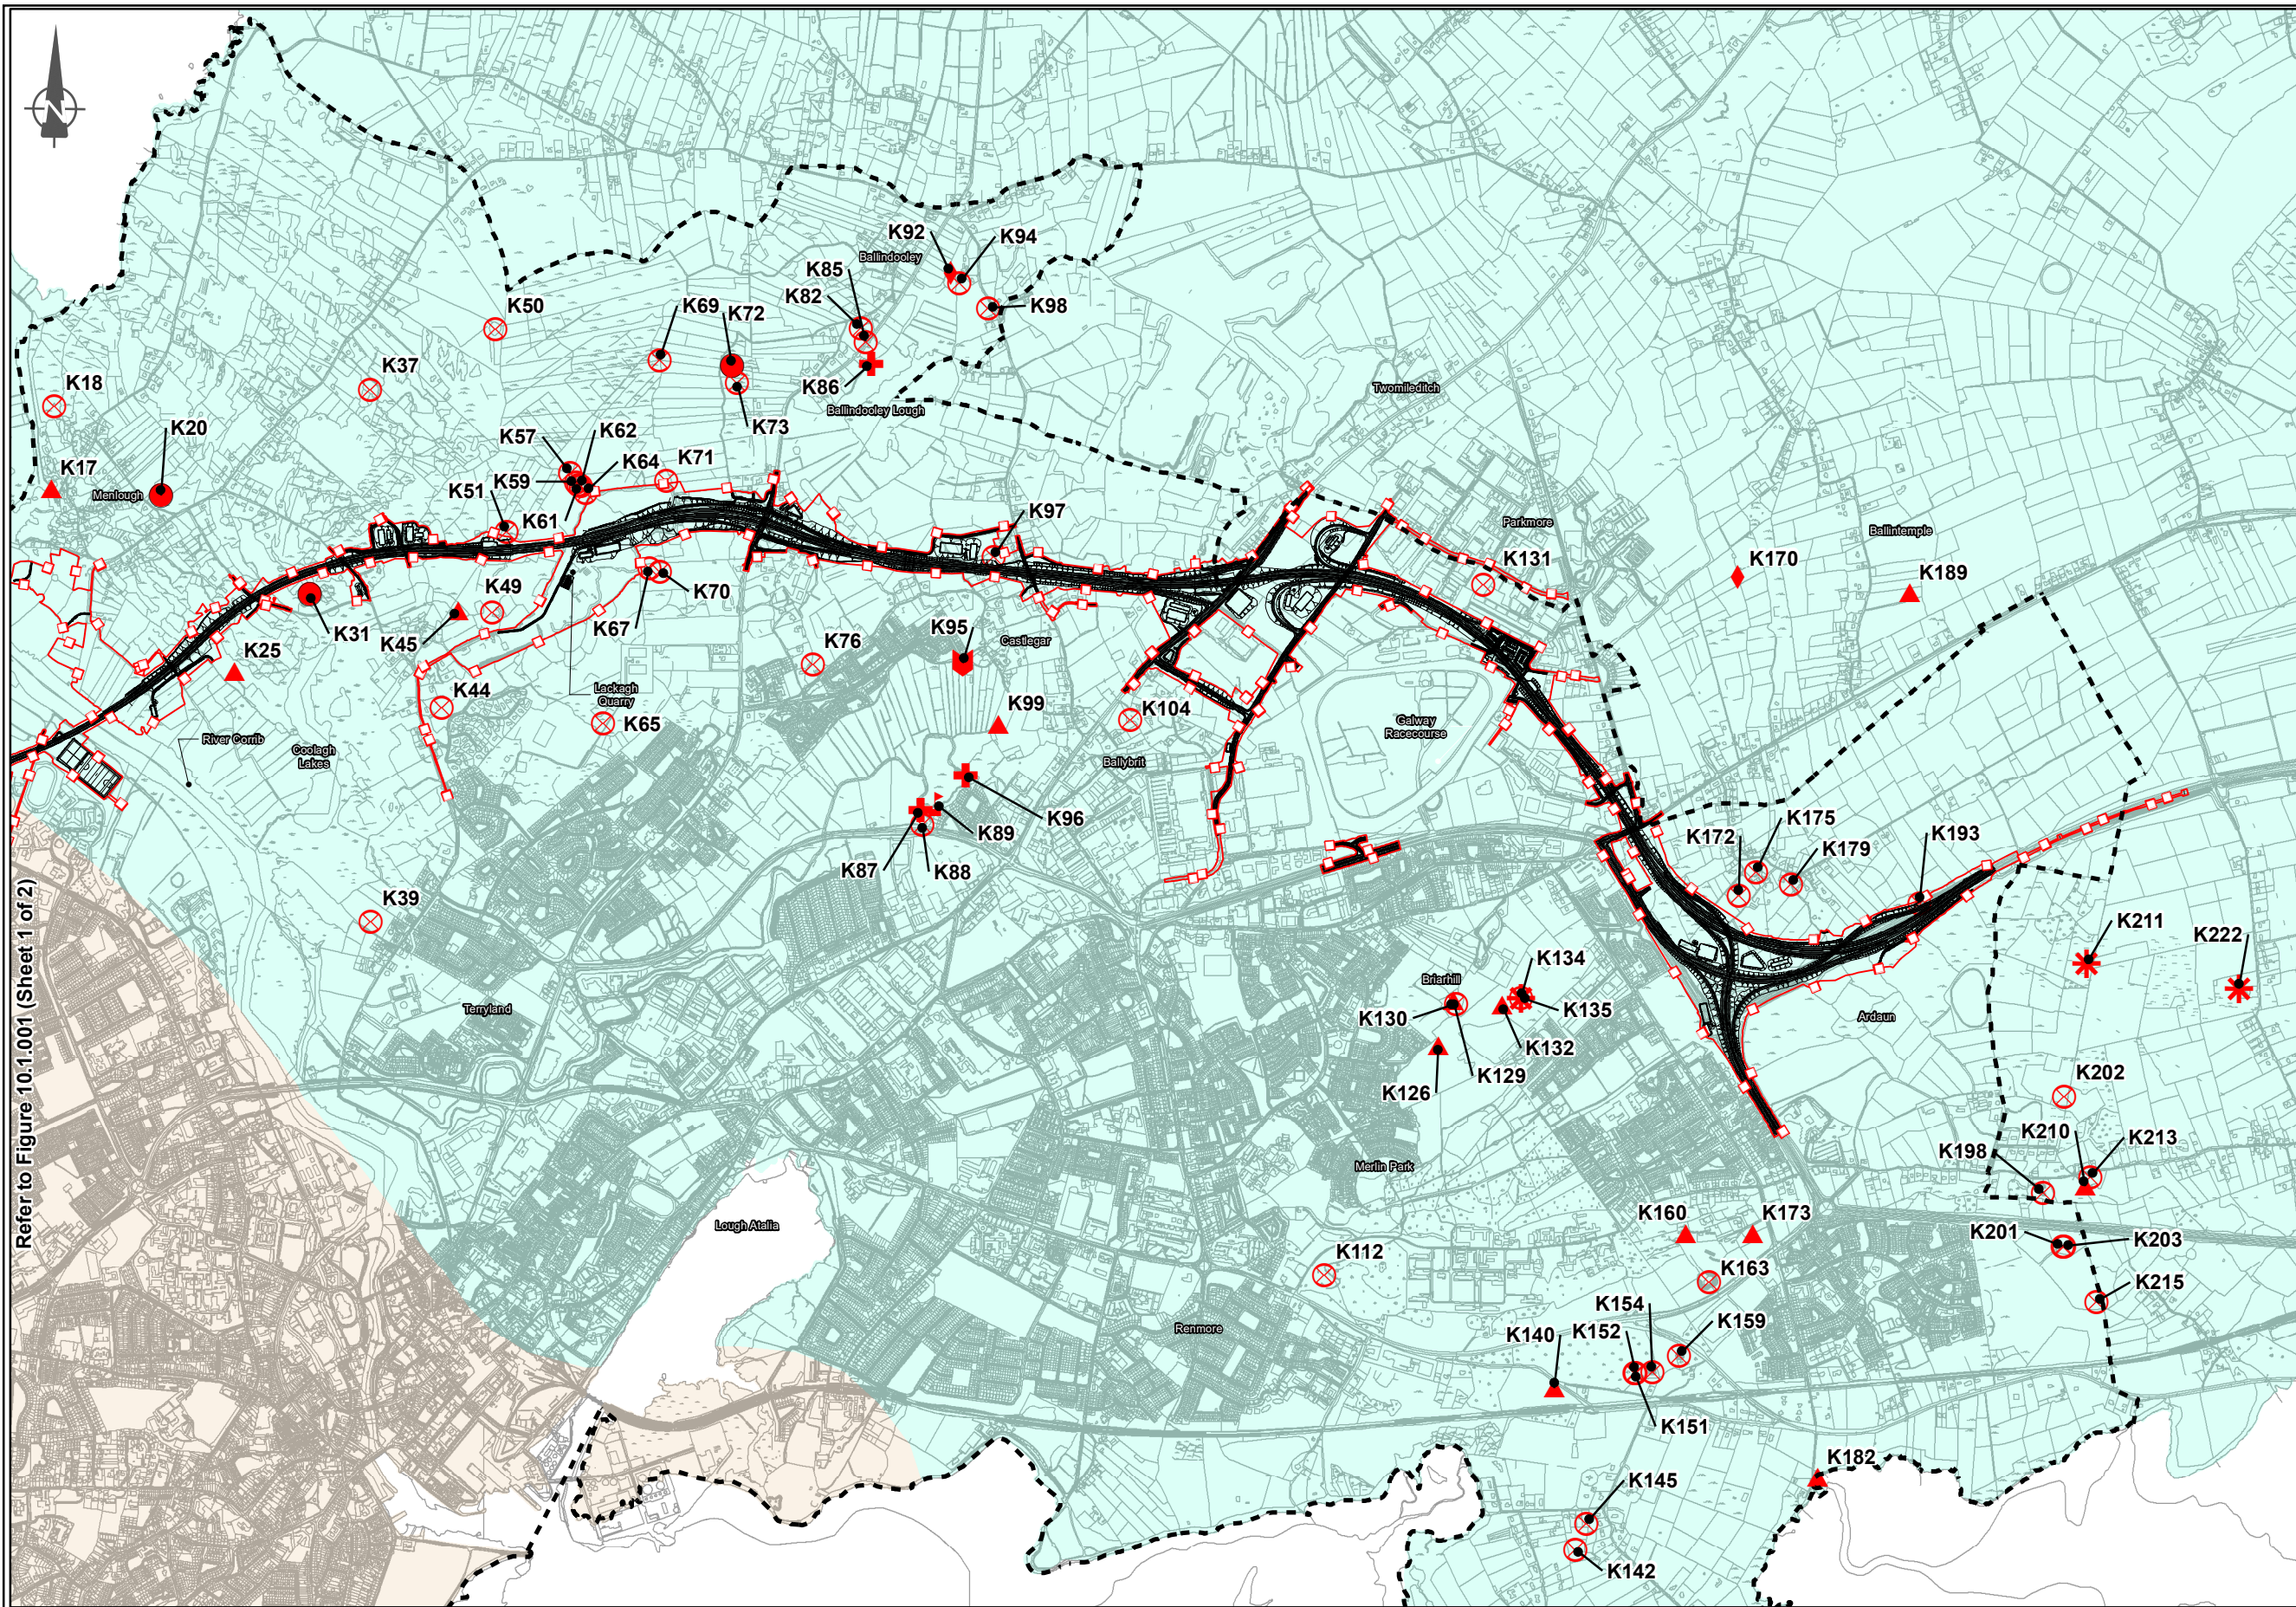 N
K92
K94
Ballindooley
K85
K82
K98
K50
K69
K72
K86
K37
K18
Ballindooley Lough
Twomileditch
K20
K73
K57
K62
K17
K64
K71
Menlough
K59
K51
K61
K97
Parkmore
Ballintemple
K131
K170
K189
K49
K70
K31
K45
K67
K25
K76
K95
Castlegar
Lackagh
Quarry
K44
K65
K99
K104
Galway
Racecourse
River Corrib
Coolagh
Lakes
Ballybrit
K96
K89
K87
K88
K172
K175
K179
K193
K39
K211
K222
Refer to Figure 10.1.001 (Sheet 1 of 2)
Terryland
Briarhill
K134
K135
K130
K132
K129
K126
Ardaun
K202
K210
K213
K198
Merlin Park
Lough Atalia
K160
K173
K201
K203
K112
K163
K215
K154
K159
K140
K152
Renmore
K151
K182
K145
K142